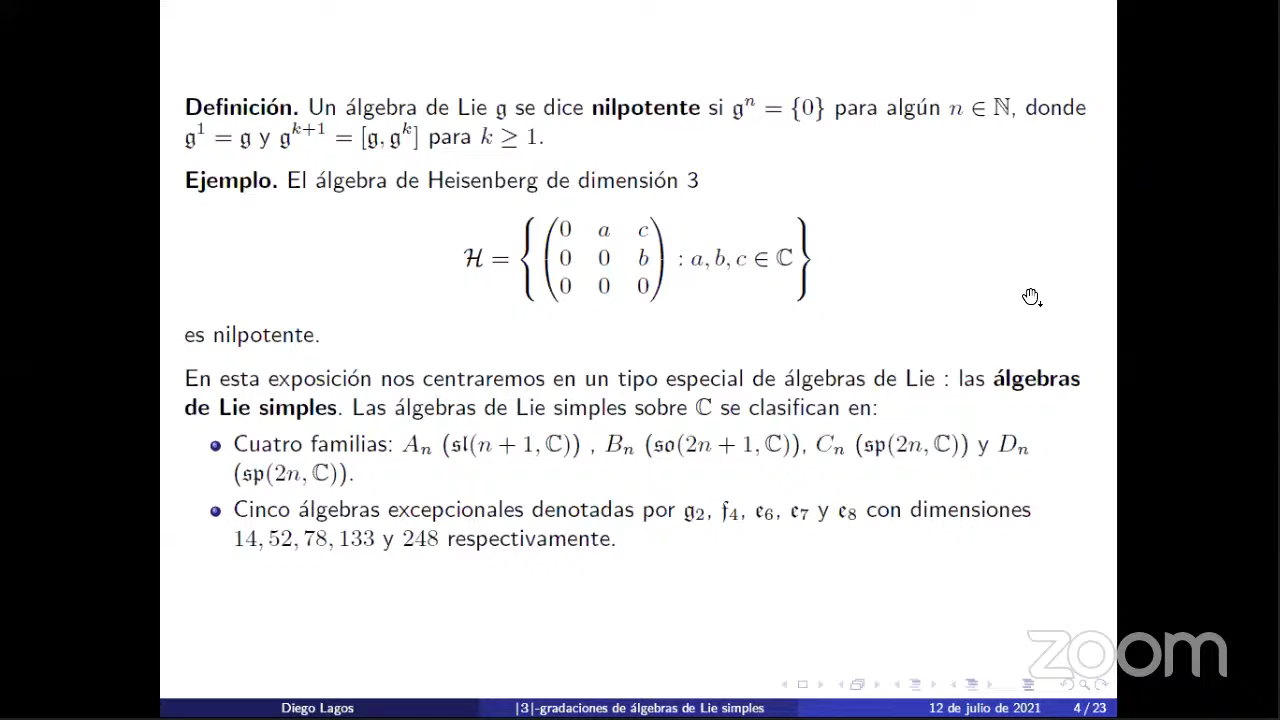 Definición. Un álgebra de Lie 𝔤 se dice nilpotente si 𝔤ⁿ = {0} para algún n ∈ ℕ, donde
𝔤¹ = 𝔤 y 𝔤ᵏ⁺¹ = [𝔤, 𝔤ᵏ] para k ≥ 1.
Ejemplo. El álgebra de Heisenberg de dimensión 3
0 a c
ℋ = { ( 0 0 b ) : a, b, c ∈ ℂ }
0 0 0
es nilpotente.
En esta exposición nos centraremos en un tipo especial de álgebras de Lie : las álgebras
de Lie simples. Las álgebras de Lie simples sobre ℂ se clasifican en:
• Cuatro familias: Aₙ (𝔰𝔩(n + 1, ℂ)) , Bₙ (𝔰𝔬(2n + 1, ℂ)), Cₙ (𝔰𝔭(2n, ℂ)) y Dₙ
(𝔰𝔭(2n, ℂ)).
• Cinco álgebras excepcionales denotadas por 𝔤₂, 𝔣₄, 𝔢₆, 𝔢₇ y 𝔢₈ con dimensiones
14, 52, 78, 133 y 248 respectivamente.
zoom
Diego Lagos |3|-gradaciones de álgebras de Lie simples 12 de julio de 2021 4 / 23